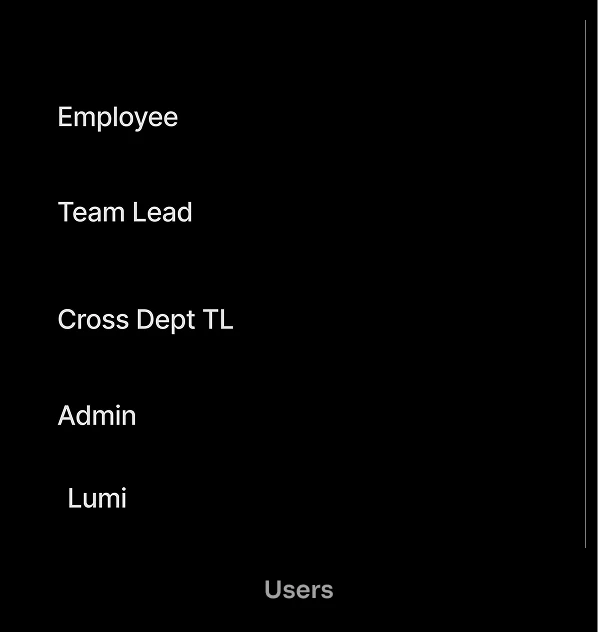 Employee
Team Lead
Cross Dept TL
Admin
Lumi
Users